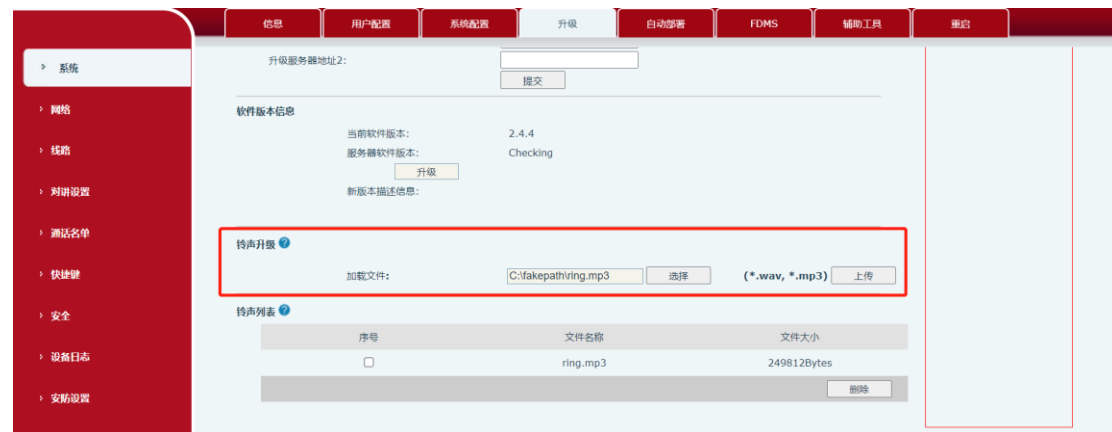 信息 用户配置 系统配置 升级 自动部署 FDMS 辅助工具 重启
系统
网络
线路
对讲设置
通话名单
快捷键
安全
设备日志
安防设置
升级服务器地址2:
提交
软件版本信息
当前软件版本: 2.4.4
服务器软件版本: Checking
升级
新版本描述信息:
铃声升级 ?
加载文件: C:\fakepath\ring.mp3 选择 (*.wav, *.mp3) 上传
铃声列表 ?
序号 文件名称 文件大小
ring.mp3 249812Bytes
删除